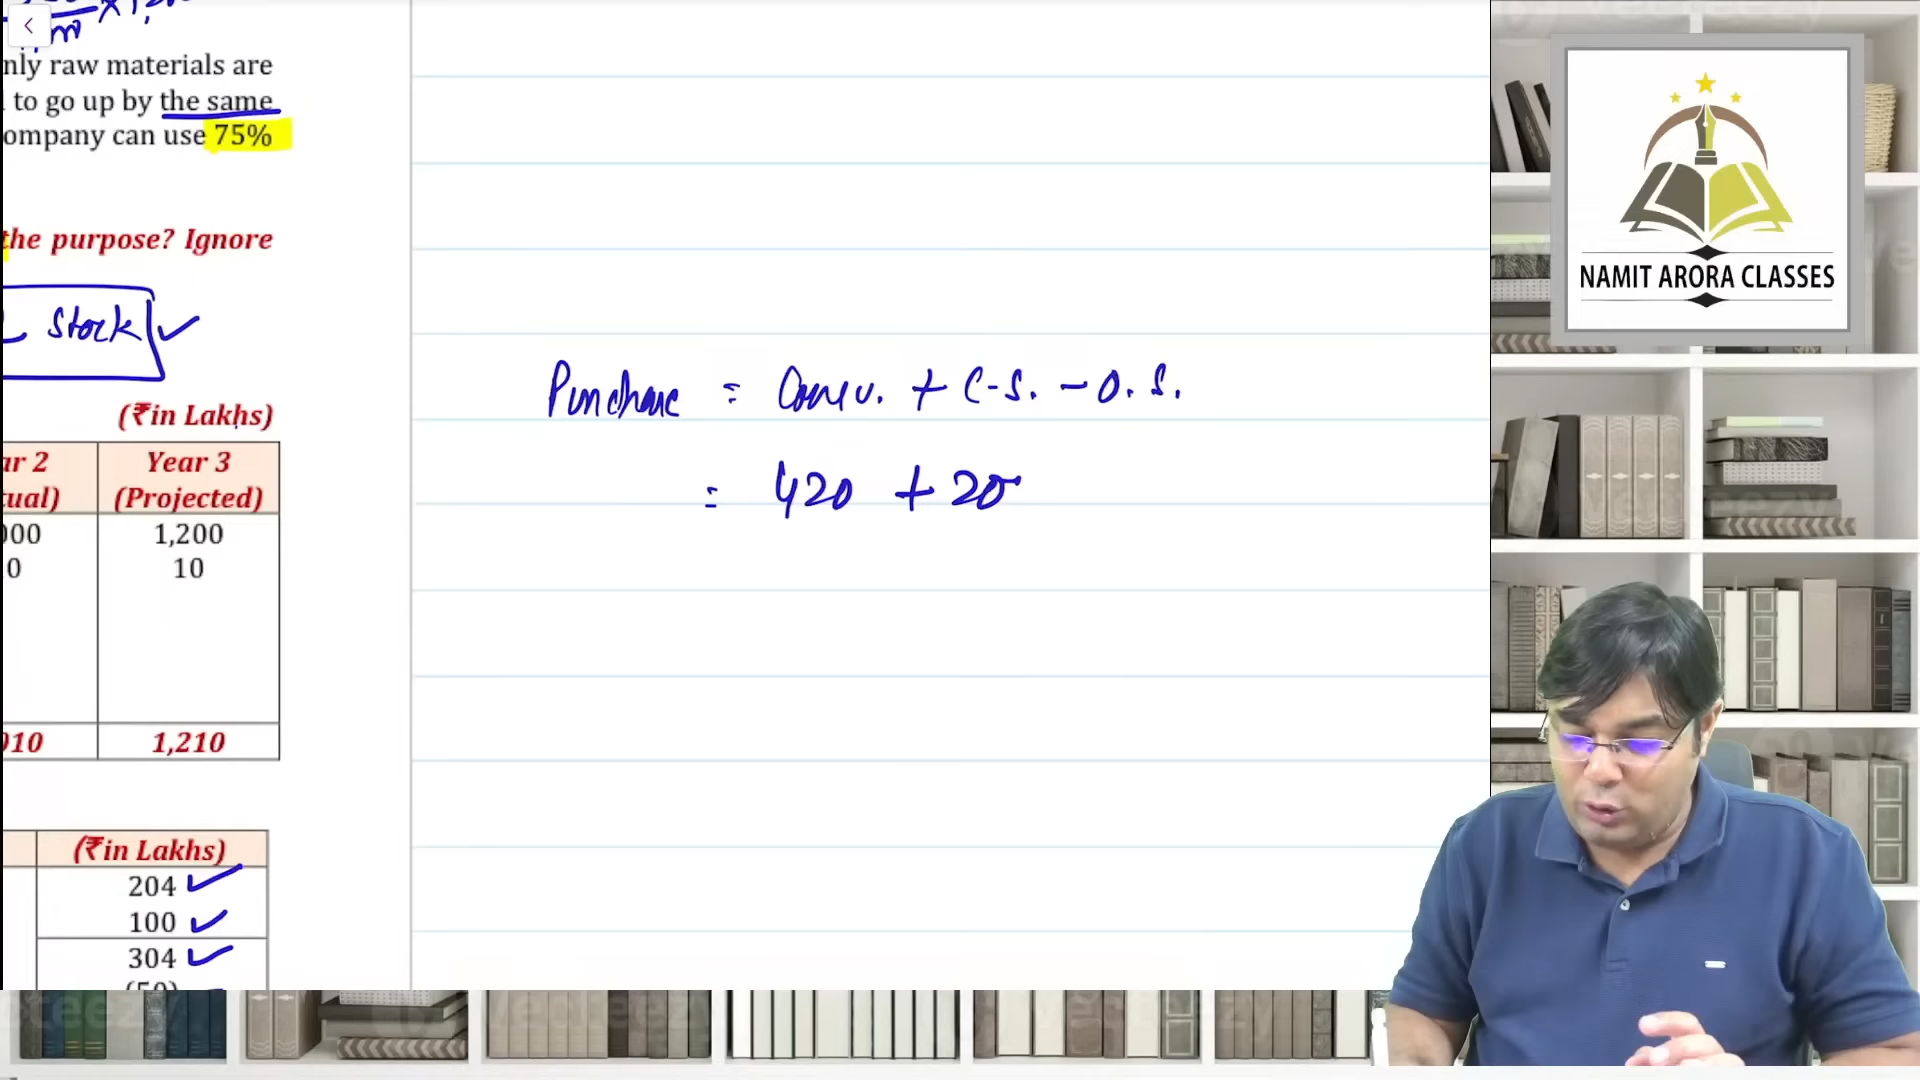 nly raw materials are
to go up by the same
ompany can use 75%
the purpose? Ignore
Stock
(₹in Lakhs)
ar 2 Year 3
tual) (Projected)
000 1,200
0 10
010 1,210
(₹in Lakhs)
204
100
304
(50)
Purchase = Consu. + C-S. - O.S.
= 420 + 20
NAMIT ARORA CLASSES